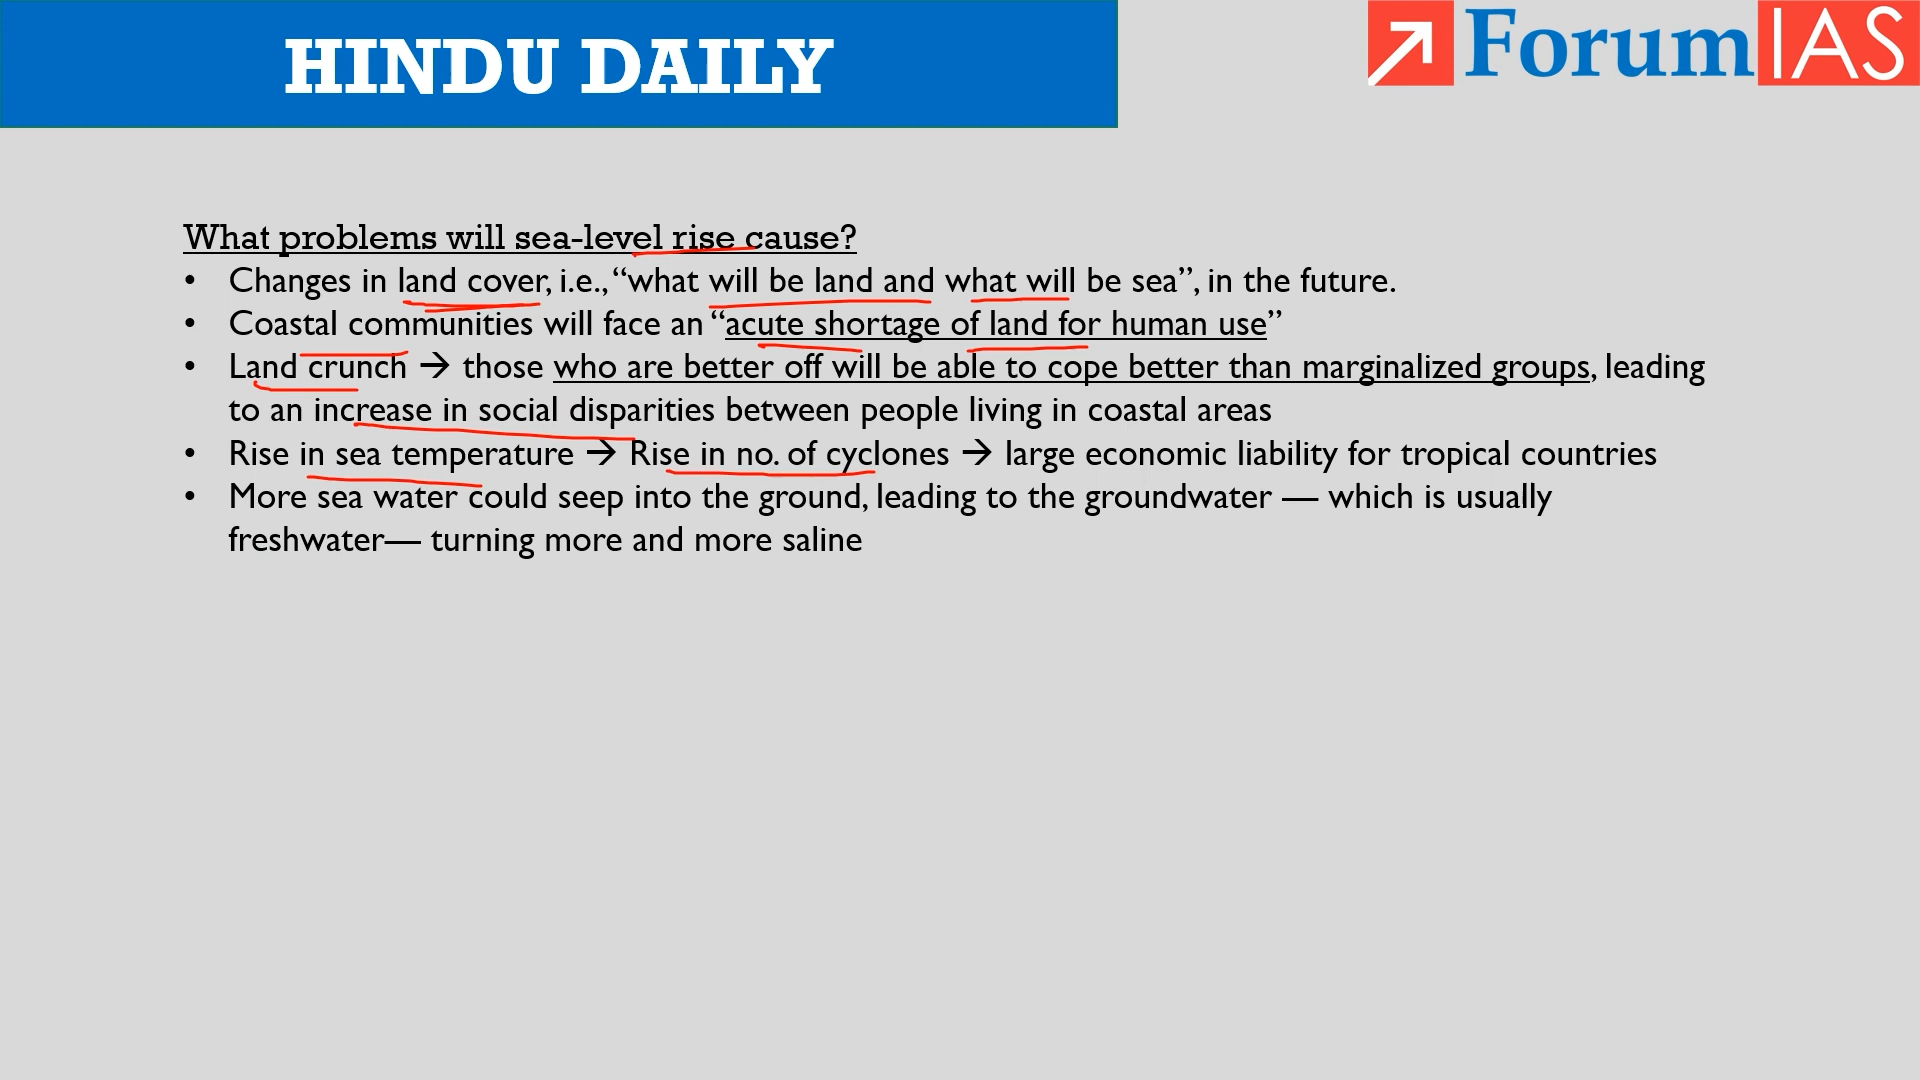 HINDU DAILY
Forum IAS
What problems will sea-level rise cause?
• Changes in land cover, i.e., “what will be land and what will be sea”, in the future.
• Coastal communities will face an “acute shortage of land for human use”
• Land crunch → those who are better off will be able to cope better than marginalized groups, leading
to an increase in social disparities between people living in coastal areas
• Rise in sea temperature → Rise in no. of cyclones → large economic liability for tropical countries
• More sea water could seep into the ground, leading to the groundwater — which is usually
freshwater— turning more and more saline